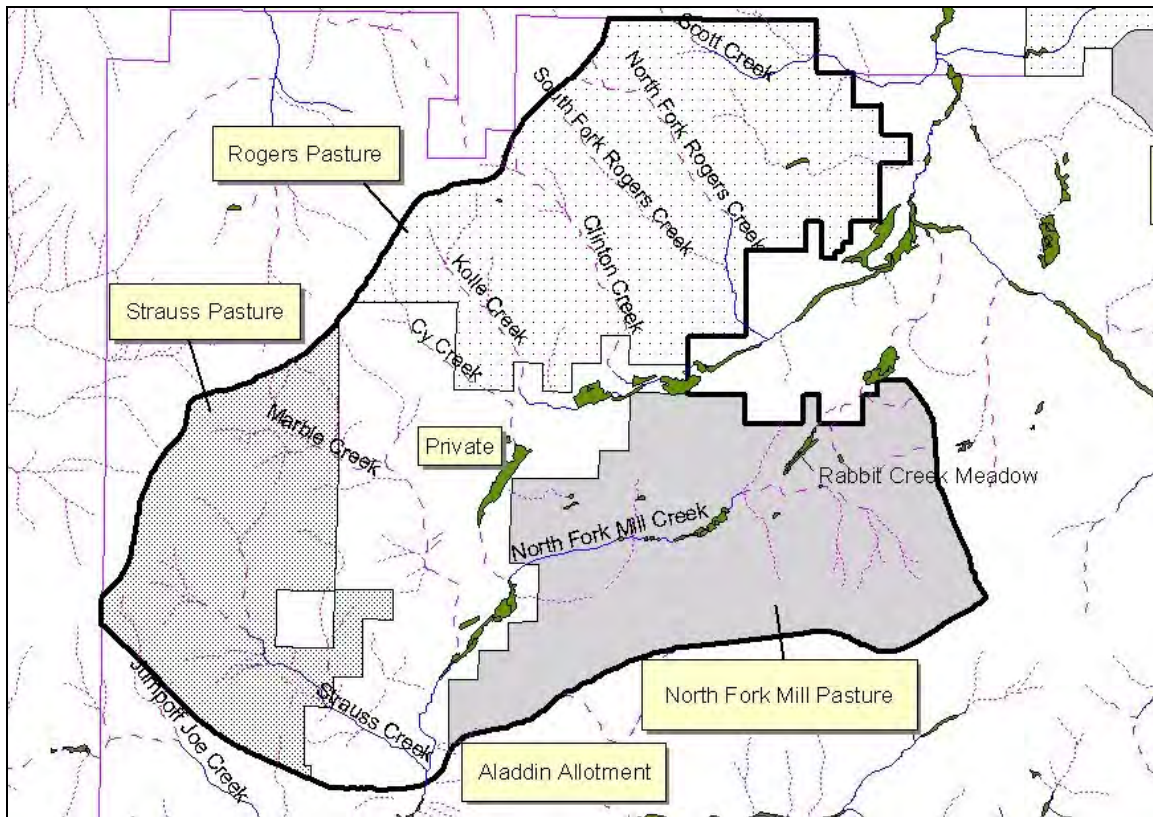 Scott Creek
North Fork Rogers Creek
South Fork Rogers Creek
Rogers Pasture
Clinton Creek
Kolle Creek
Strauss Pasture
Cy Creek
Marble Creek
Private
Rabbit Creek Meadow
North Fork Mill Creek
Jumpoff Joe Creek
Strauss Creek
North Fork Mill Pasture
Aladdin Allotment